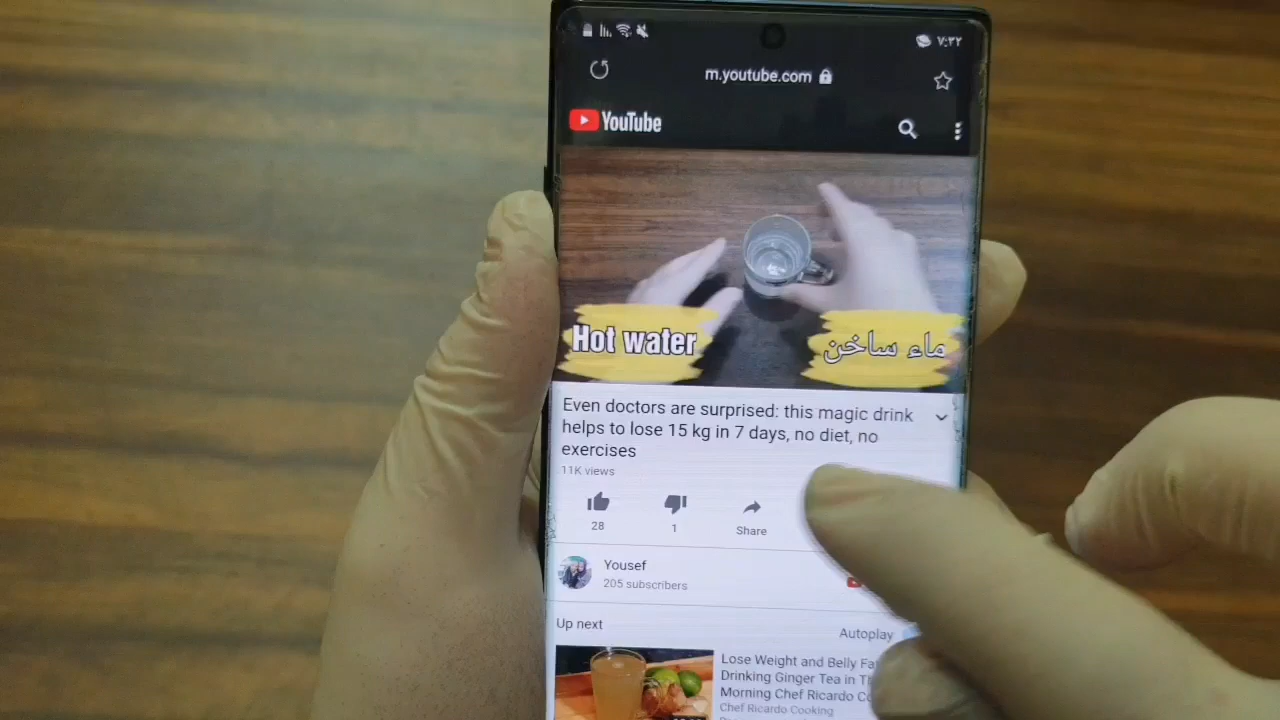 ٧:٣٢
m.youtube.com
YouTube
Hot water
ماء ساخن
Even doctors are surprised: this magic drink
helps to lose 15 kg in 7 days, no diet, no
exercises
11K views
28
1
Share
Yousef
205 subscribers
Up next
Autoplay
Lose Weight and Belly
Drinking Ginger Tea in
Morning Chef Ricardo
Chef Ricardo Cooking